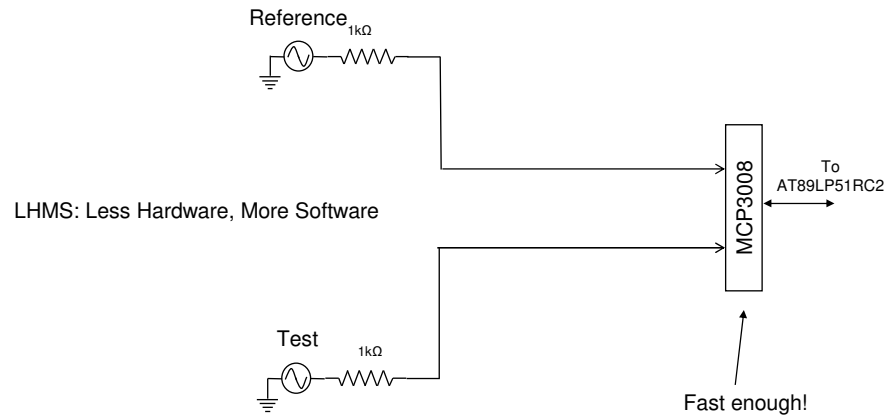 Reference
1kΩ
To
AT89LP51RC2
MCP3008
LHMS: Less Hardware, More Software
Test
1kΩ
Fast enough!